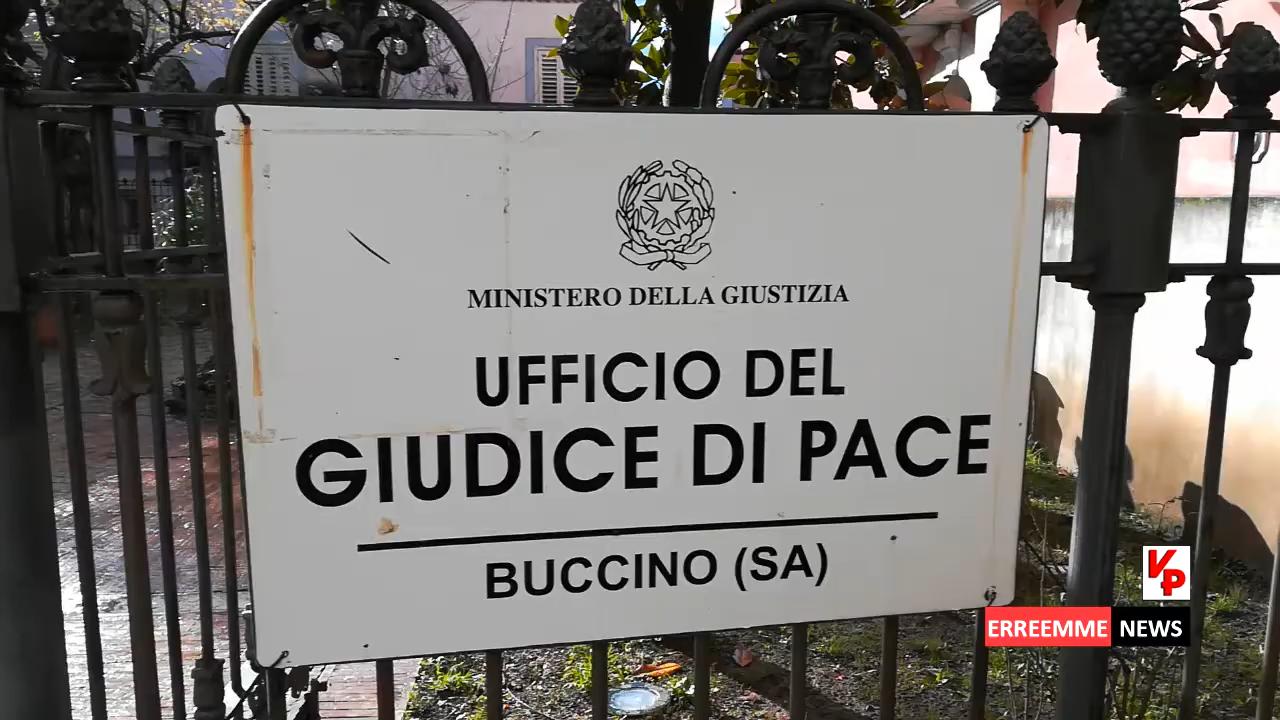 MINISTERO DELLA GIUSTIZIA
UFFICIO DEL
GIUDICE DI PACE
BUCCINO (SA)
VP
ERREEMME NEWS